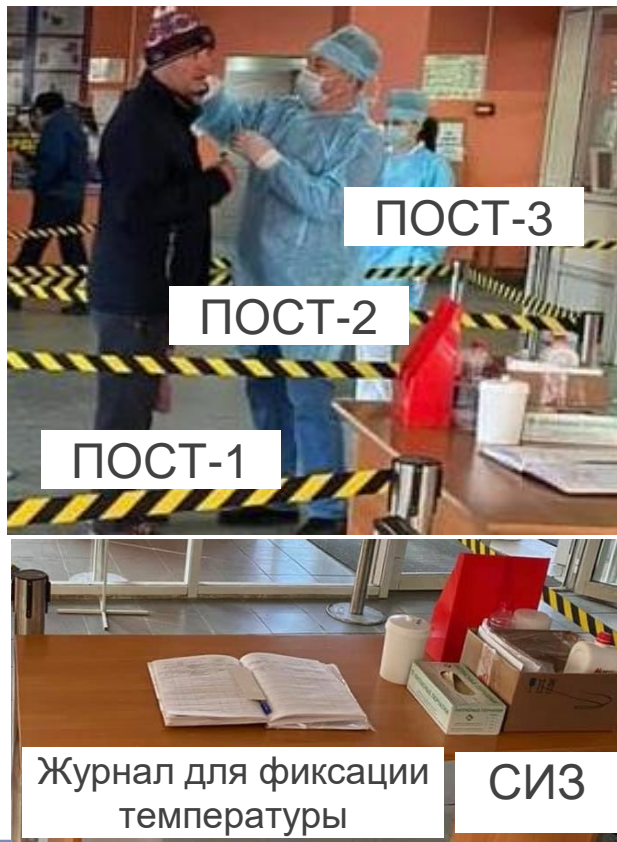 ПОСТ-3
ПОСТ-2
ПОСТ-1
Журнал для фиксации
температуры
СИЗ